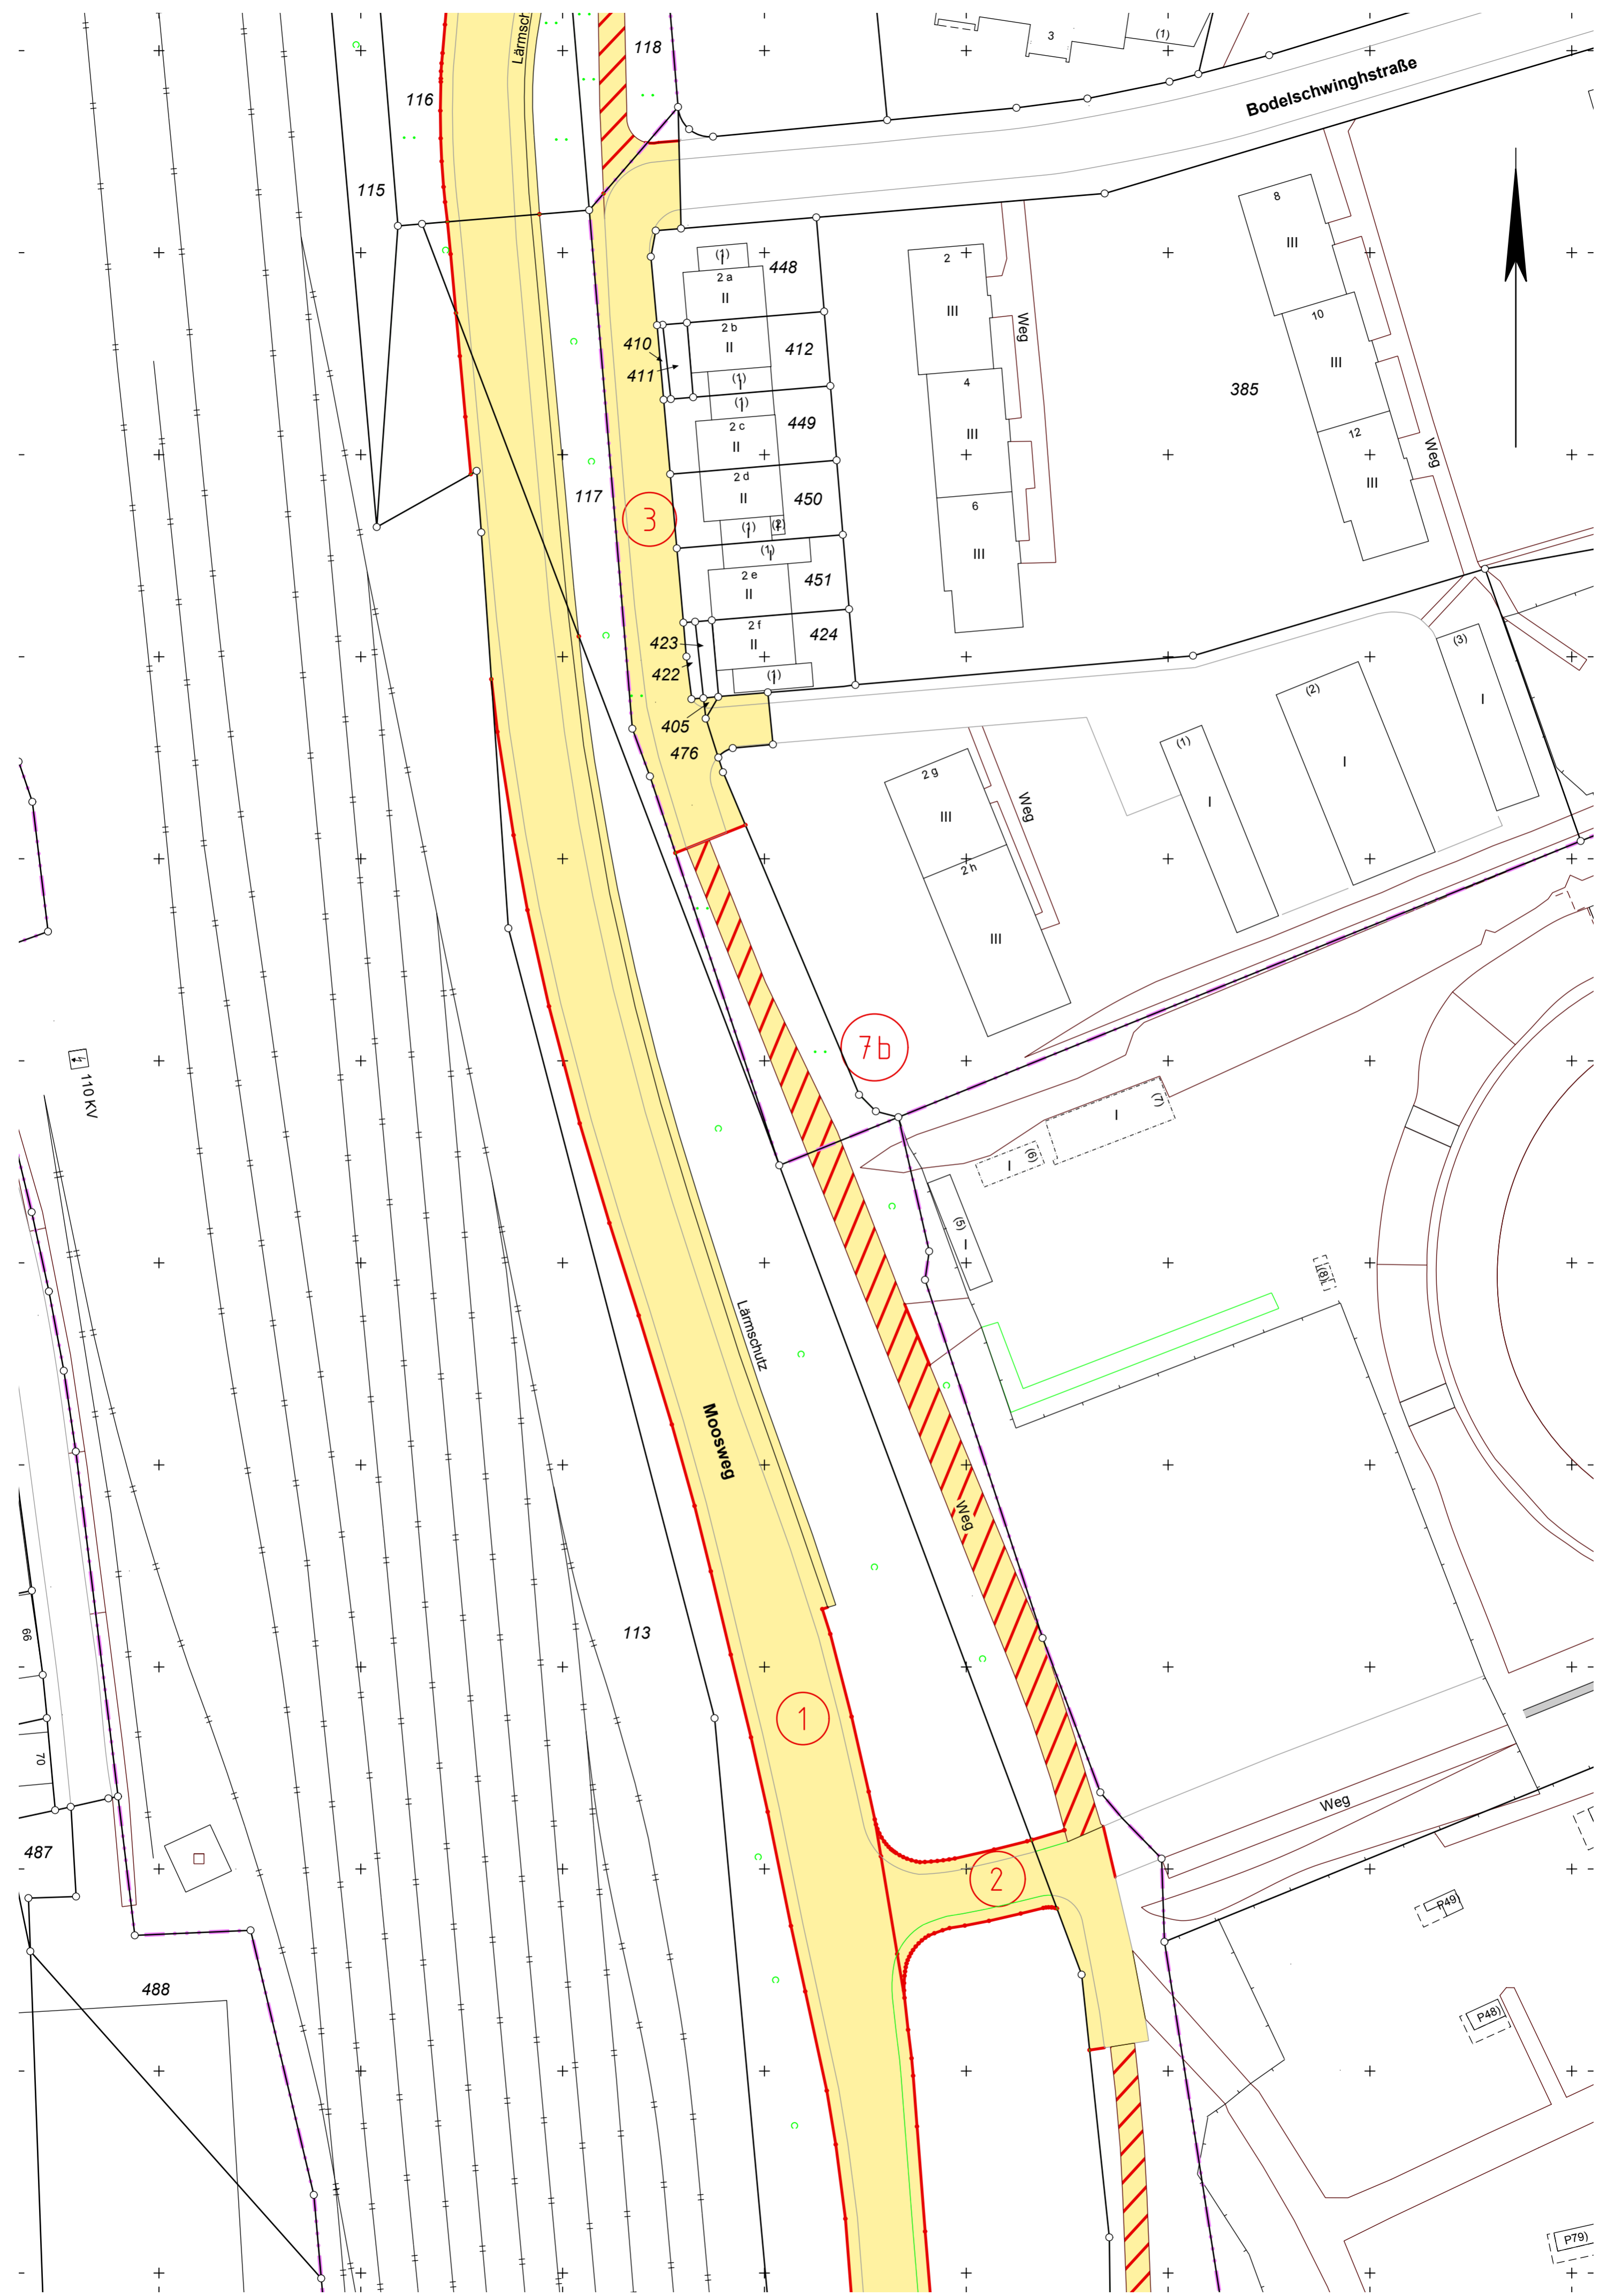 118
3
(1)
Lärmsch
116
Bodelschwinghstraße
115
8
III
(1)
448
2 a
II
2
III
Weg
10
III
410
2 b
II
412
411
(1)
(1)
449
2 c
II
4
III
385
12
III
Weg
117
2 d
II
450
3
(1)
(2)
6
III
(1)
2 e
II
451
423
2 f
II
424
422
(1)
(3)
I
405
476
(2)
I
(1)
I
2 g
III
Weg
2 h
III
7b
110 KV
(7)
I
(6)
I
(5)
I
(8)
Lärmschutz
Moosweg
Weg
66
113
1
70
Weg
487
2
P49)
488
P48)
P79)